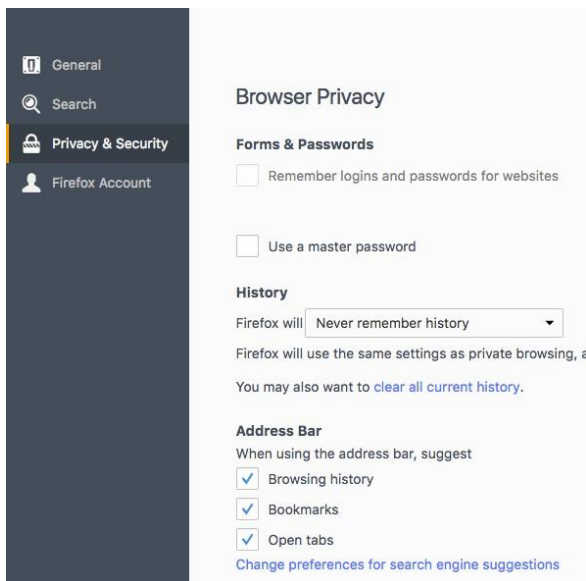 General
Search
Privacy & Security
Firefox Account
Browser Privacy
Forms & Passwords
Remember logins and passwords for websites
Use a master password
History
Firefox will Never remember history
Firefox will use the same settings as private browsing,
You may also want to clear all current history.
Address Bar
When using the address bar, suggest
Browsing history
Bookmarks
Open tabs
Change preferences for search engine suggestions